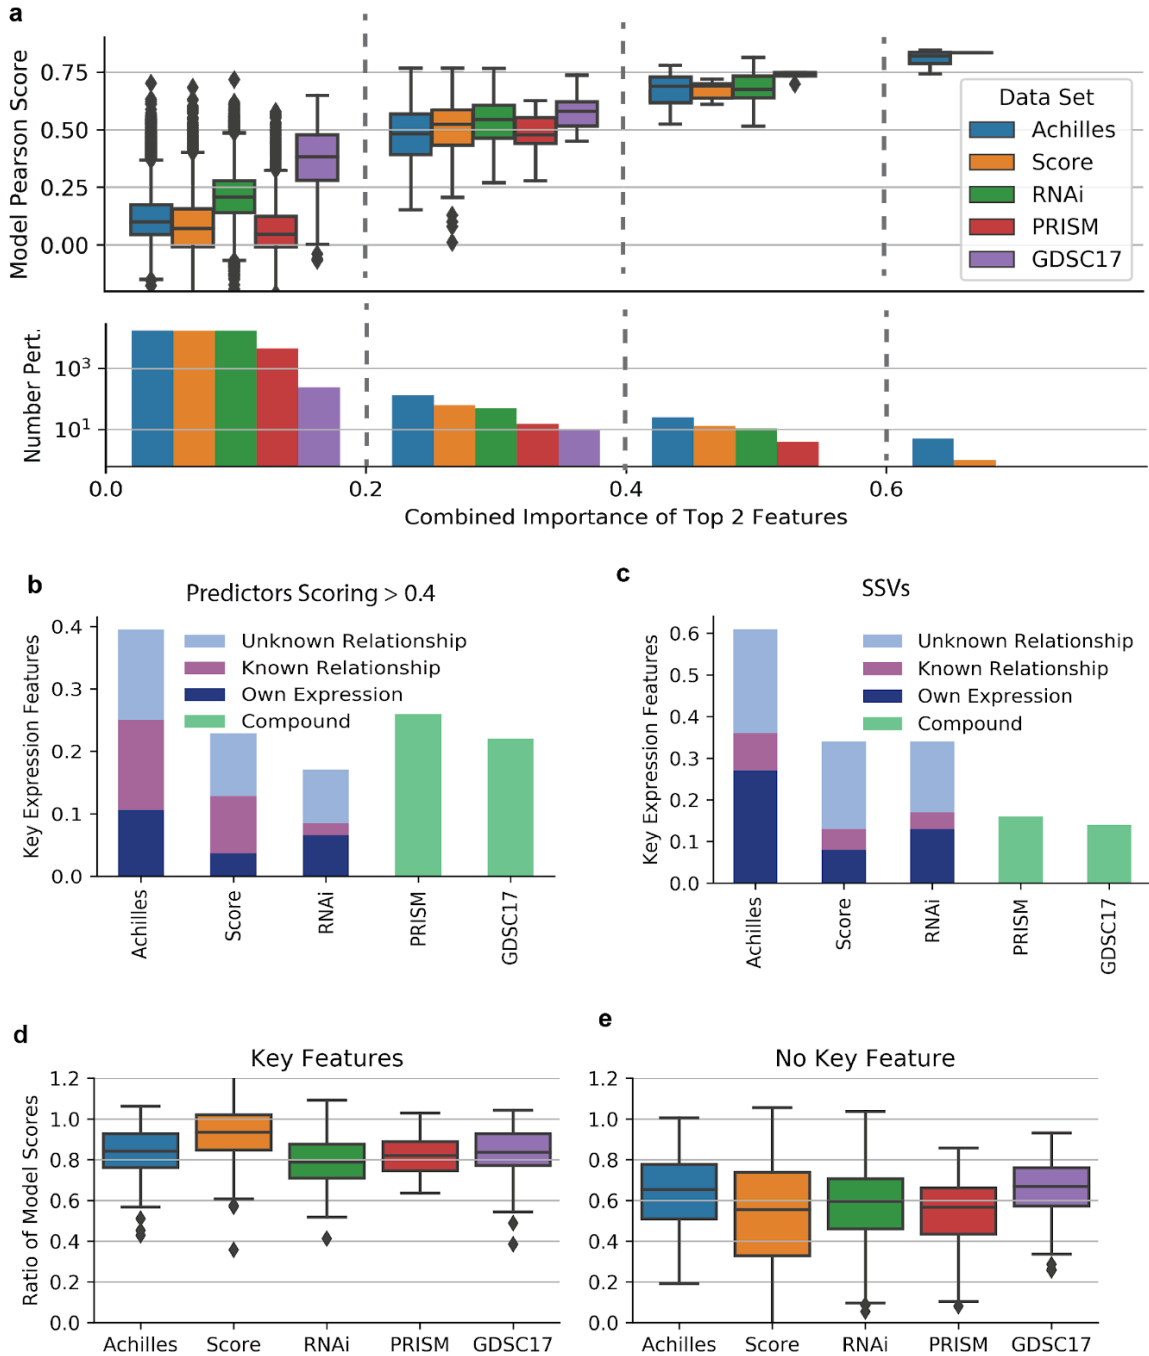 a
Model Pearson Score
0.75
0.50
0.25
0.00
Data Set
Achilles
Score
RNAi
PRISM
GDSC17
Number Pert.
10³
10¹
0.0 0.2 0.4 0.6
Combined Importance of Top 2 Features
b
Predictors Scoring > 0.4
Key Expression Features
0.4
0.3
0.2
0.1
0.0
Unknown Relationship
Known Relationship
Own Expression
Compound
Achilles Score RNAi PRISM GDSC17
c
SSVs
Key Expression Features
0.6
0.5
0.4
0.3
0.2
0.1
0.0
Unknown Relationship
Known Relationship
Own Expression
Compound
Achilles Score RNAi PRISM GDSC17
d
Key Features
Ratio of Model Scores
1.2
1.0
0.8
0.6
0.4
0.2
0.0
Achilles Score RNAi PRISM GDSC17
e
No Key Feature
1.2
1.0
0.8
0.6
0.4
0.2
0.0
Achilles Score RNAi PRISM GDSC17